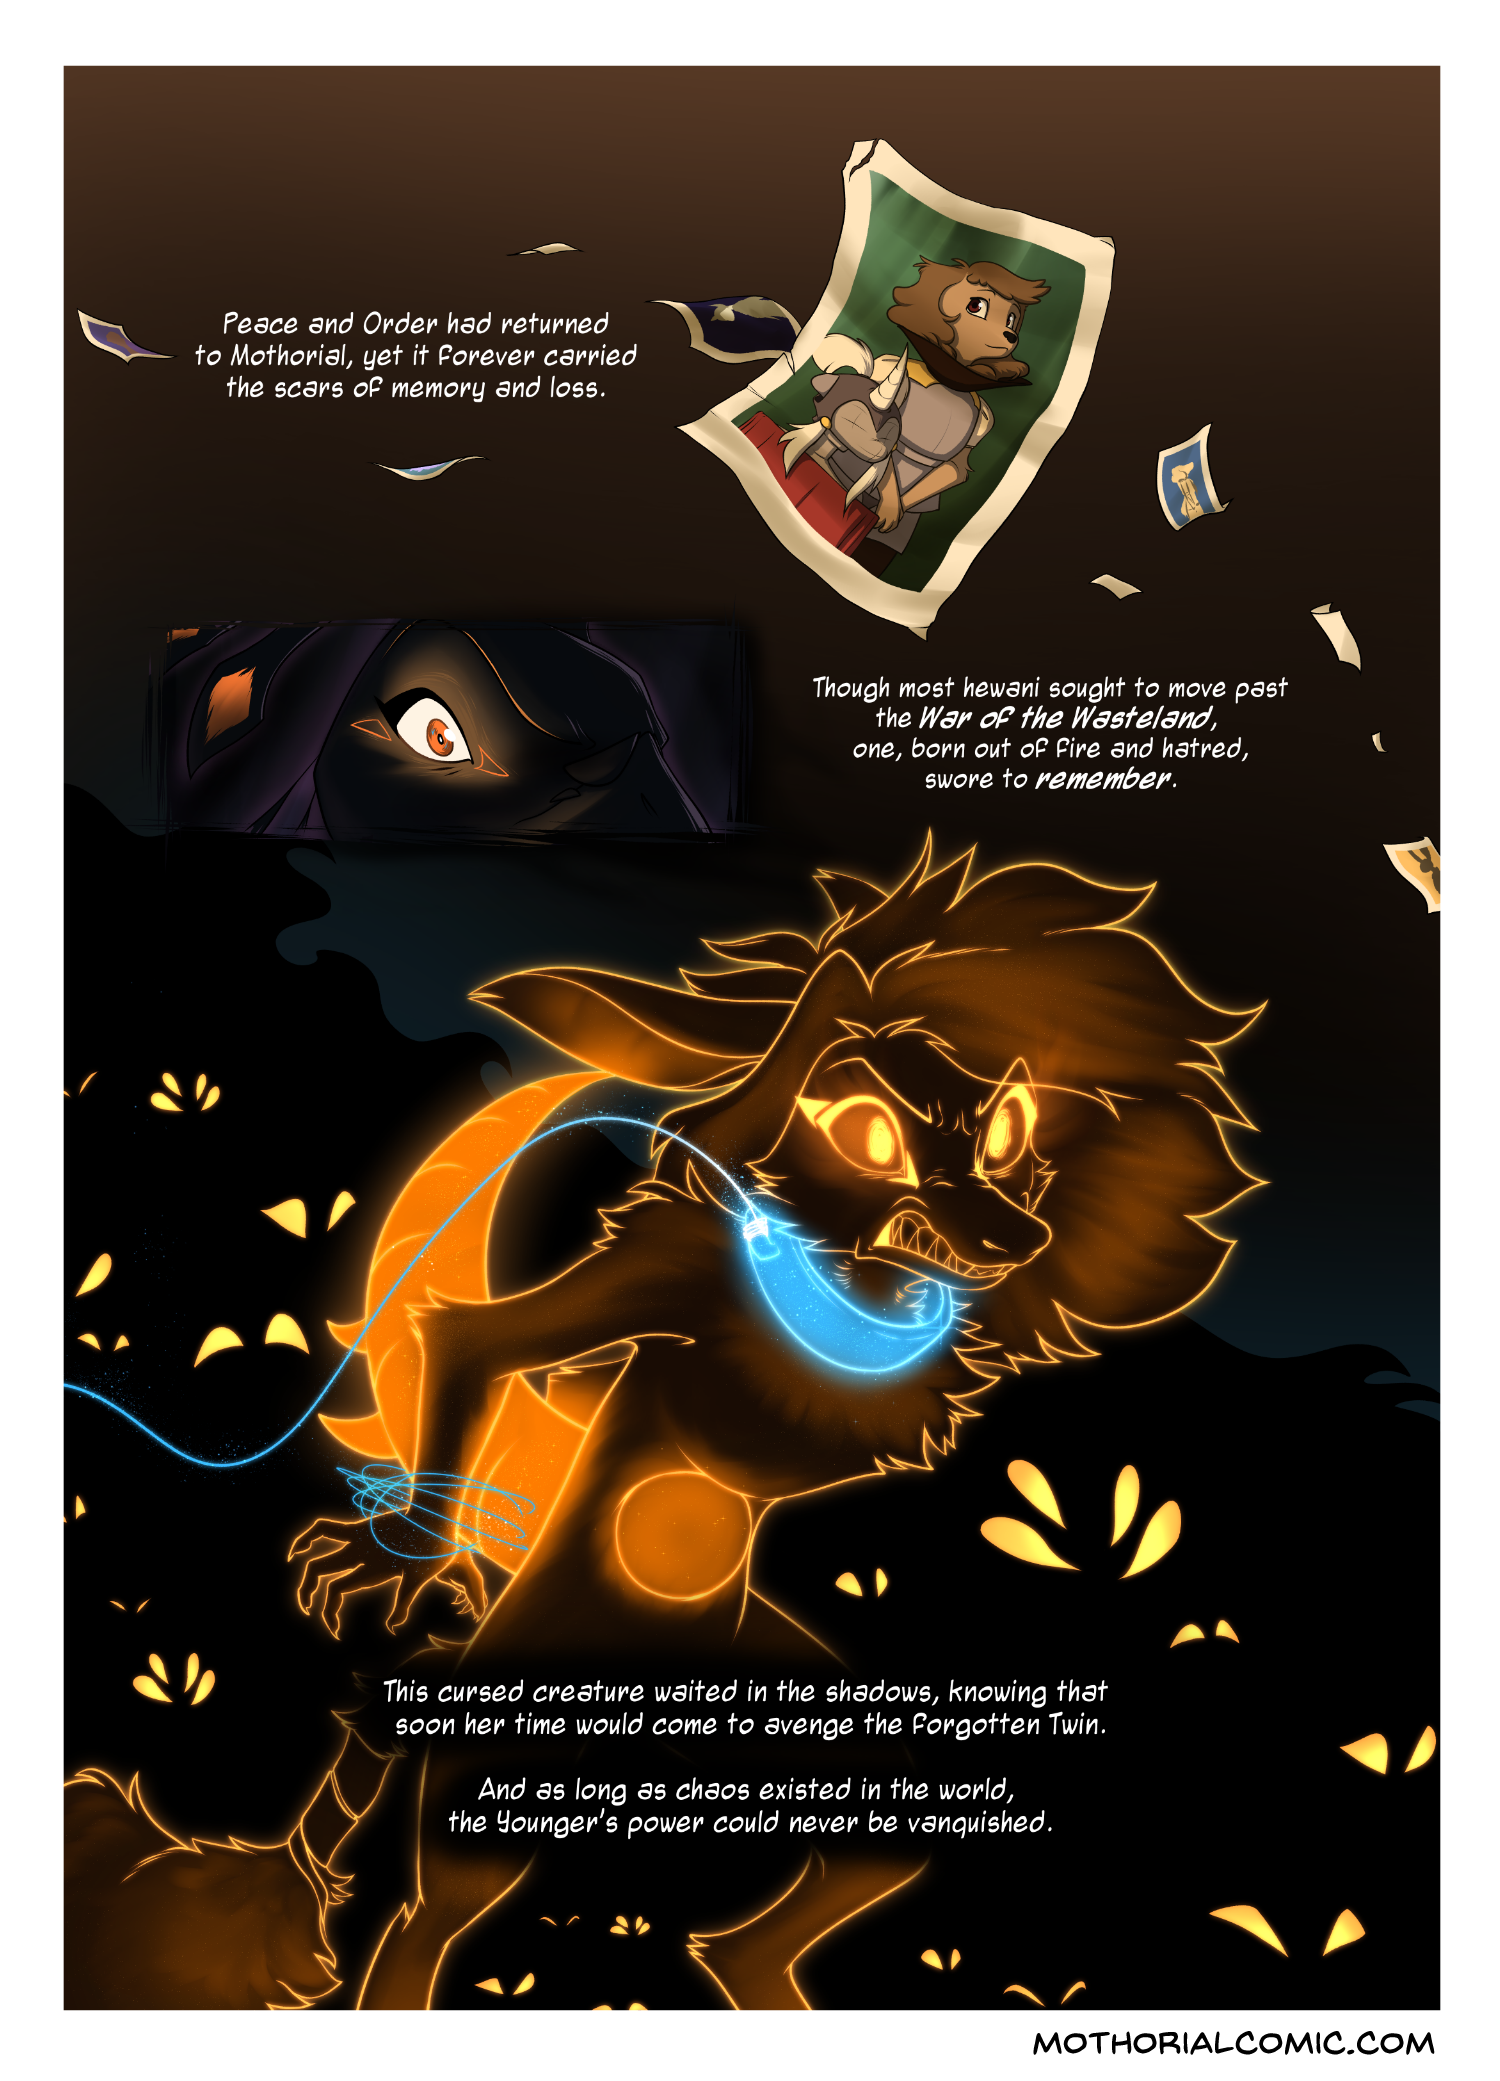 Peace and Order had returned
to Mothorial, yet it forever carried
the scars of memory and loss.
Though most hewani sought to move past
the War of the Wasteland,
one, born out of fire and hatred,
swore to remember.
This cursed creature waited in the shadows, knowing that
soon her time would come to avenge the Forgotten Twin.
And as long as chaos existed in the world,
the Younger's power could never be vanquished.
MOTHORIALCOMIC.COM